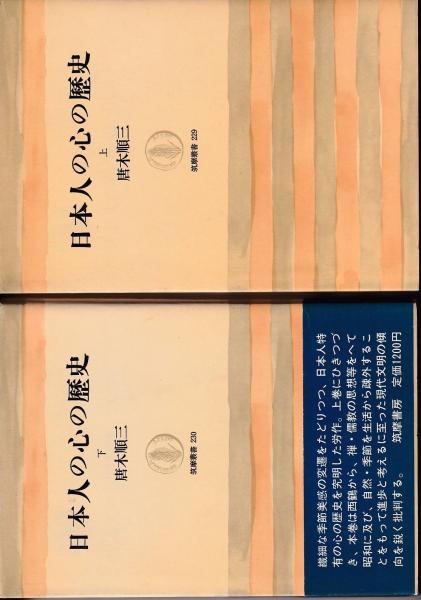 日本人の心の歴史
上
唐木順三
筑摩叢書 229
日本人の心の歴史
下
唐木順三
筑摩叢書 230
繊細な季節美感の変遷をたどりつつ、日本人特
有の心の歴史を究明した労作。上巻にひきつづ
き、本巻は西鶴から、禅・儒教の思想等をへて
昭和に及び、自然・季節を生活から疎外するこ
とをもって進歩と考えるに至った現代文明の傾
向を鋭く批判する。 筑摩書房 定価1200円